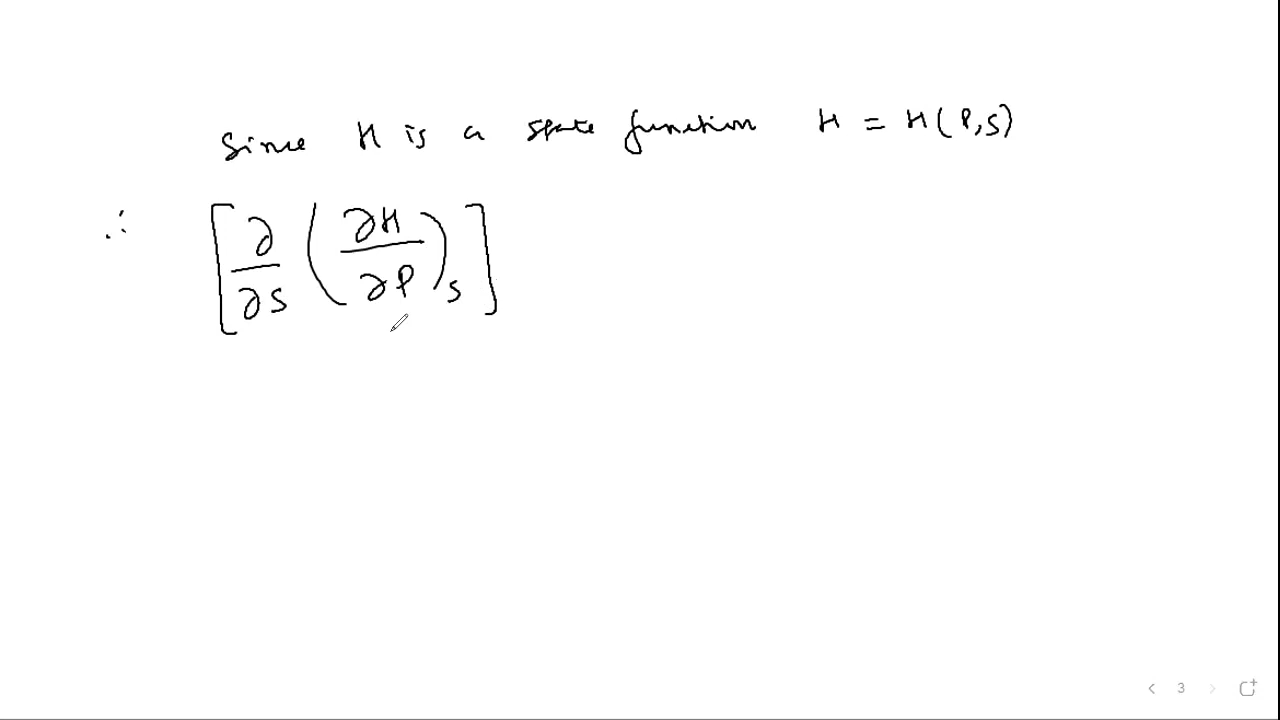 Since H is a state function H = H(P,S)
∴ [∂/∂S (∂H/∂P)_S]
3